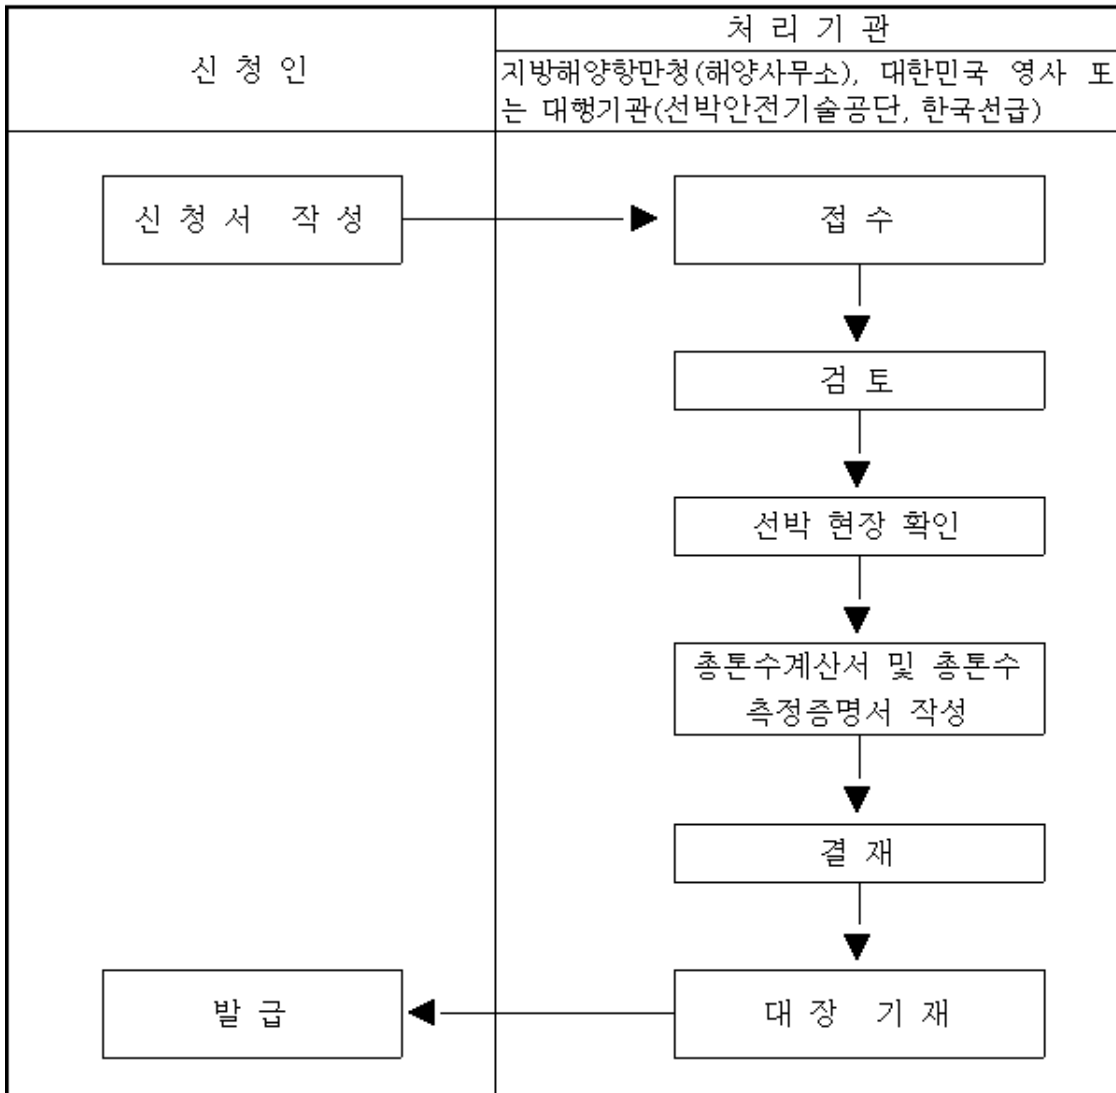 신 청 인
처 리 기 관
지방해양항만청(해양사무소), 대한민국 영사 또
는 대행기관(선박안전기술공단, 한국선급)
신 청 서 작 성
접 수
검 토
선박 현장 확인
총톤수계산서 및 총톤수
측정증명서 작성
결 재
발 급
대 장 기 재